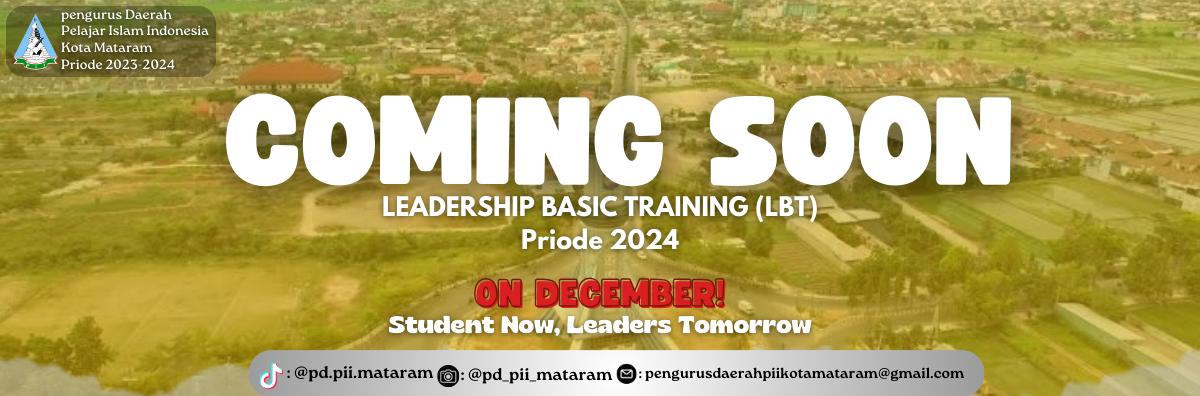 pengurus Daerah
Pelajar Islam Indonesia
Kota Mataram
Priode 2023-2024
COMING SOON
LEADERSHIP BASIC TRAINING (LBT)
Priode 2024
ON DECEMBER!
Student Now, Leaders Tomorrow
: @pd.pii.mataram : @pd_pii_mataram : pengurusdaerahpiikotamataram@gmail.com